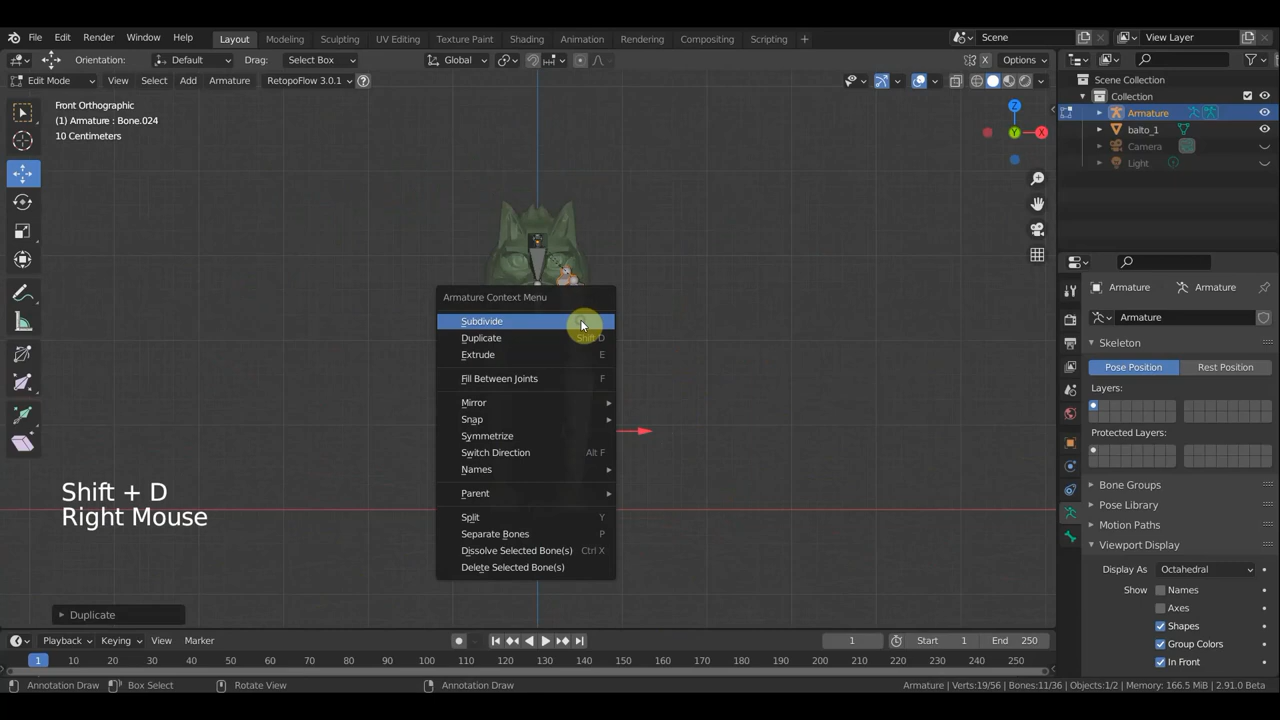 File Edit Render Window Help Layout Modeling Sculpting UV Editing Texture Paint Shading Animation Rendering Compositing Scripting + Scene View Layer
Orientation: Default Drag: Select Box Global X Options
Edit Mode View Select Add Armature RetopoFlow 3.0.1 ?
Scene Collection
Collection
Armature
balto_1
Camera
Light
Front Orthographic
(1) Armature : Bone.024
10 Centimeters
Z
Y
X
Armature Context Menu
Subdivide
Duplicate Shift D
Extrude E
Fill Between Joints F
Mirror
Snap
Symmetrize
Switch Direction Alt F
Names
Parent
Split Y
Separate Bones P
Dissolve Selected Bone(s) Ctrl X
Delete Selected Bone(s)
Shift + D
Right Mouse
Duplicate
Armature Armature
Armature
Skeleton
Pose Position Rest Position
Layers:
Protected Layers:
Bone Groups
Pose Library
Motion Paths
Viewport Display
Display As Octahedral
Show Names
Axes
Shapes
Group Colors
In Front
Playback Keying View Marker 1 Start 1 End 250
1 10 20 30 40 50 60 70 80 90 100 110 120 130 140 150 160 170 180 190 200 210 220 230 240 250
Annotation Draw Box Select Rotate View Annotation Draw Armature | Verts:19/56 | Bones:11/36 | Objects:1/2 | Memory: 166.5 MiB | 2.91.0 Beta